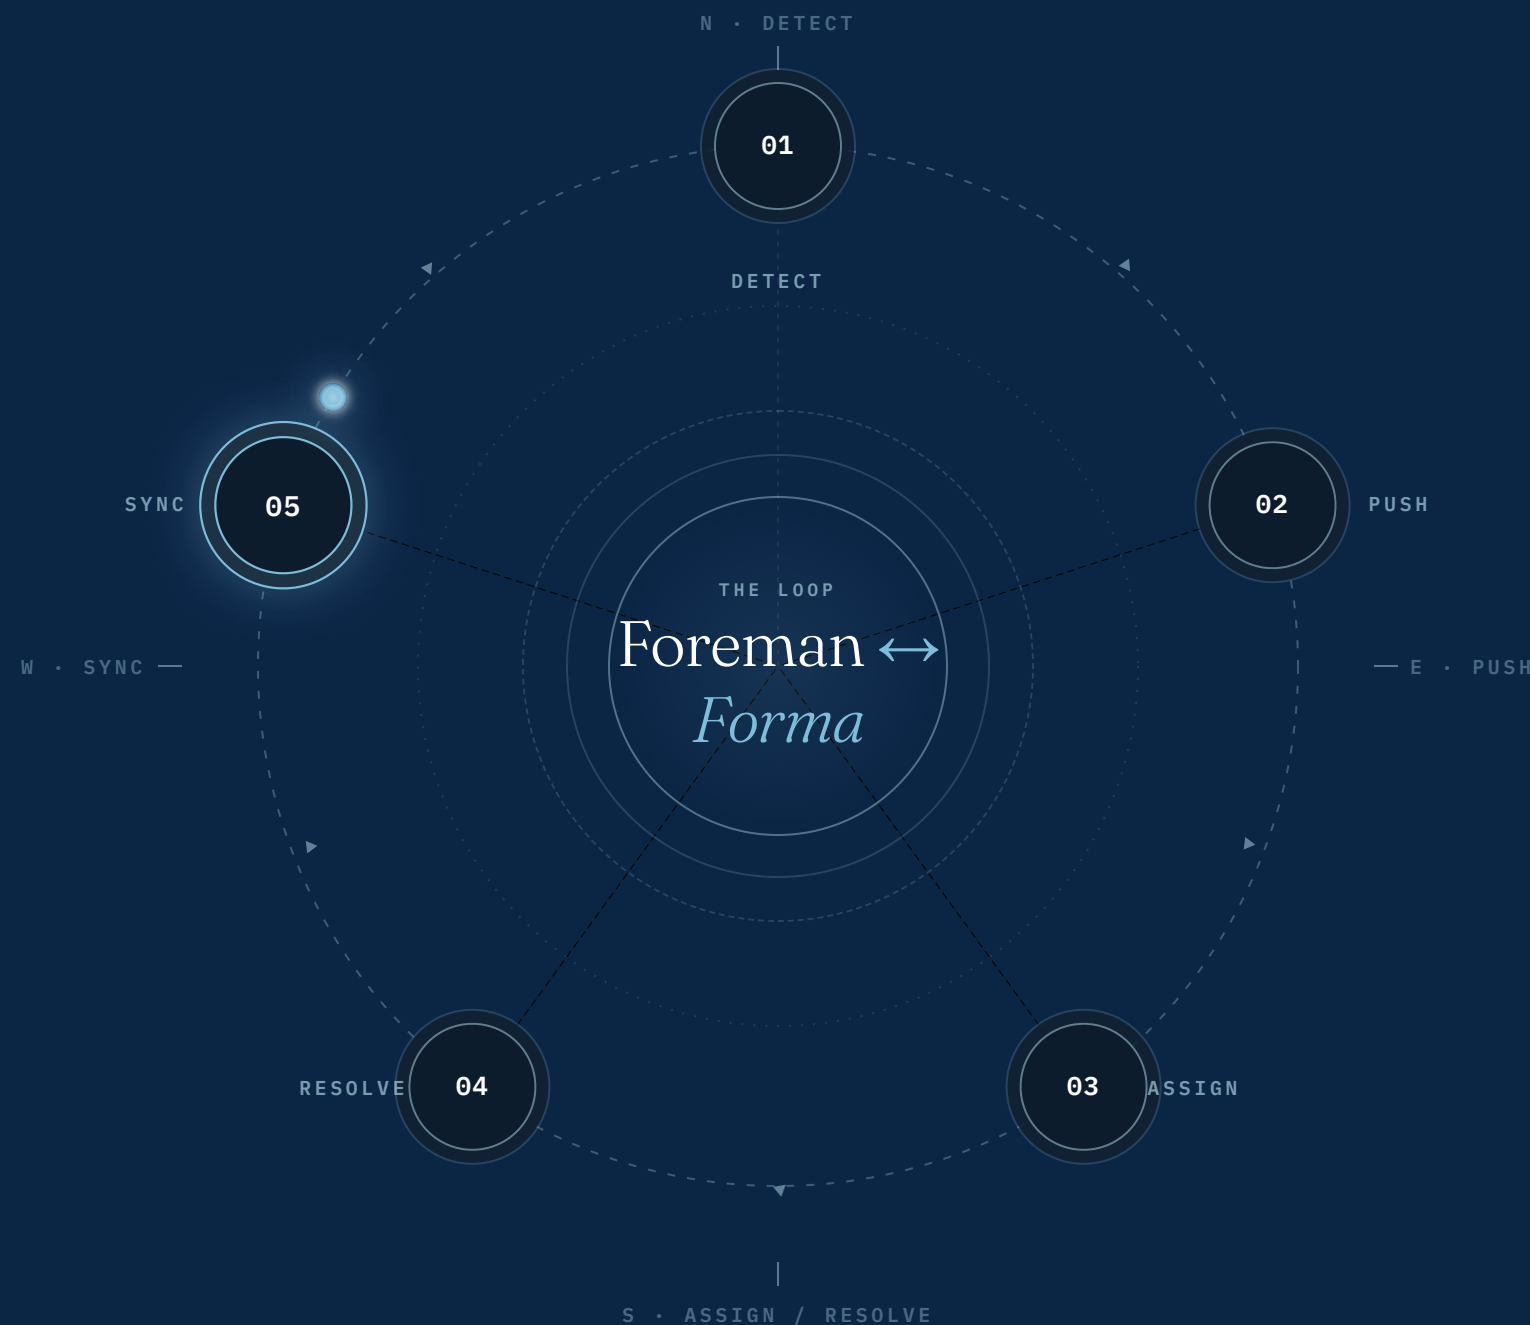 N · DETECT
01
DETECT
SYNC
05
02
PUSH
THE LOOP
Foreman ↔
Forma
W · SYNC
E · PUSH
RESOLVE
04
03
ASSIGN
S · ASSIGN / RESOLVE